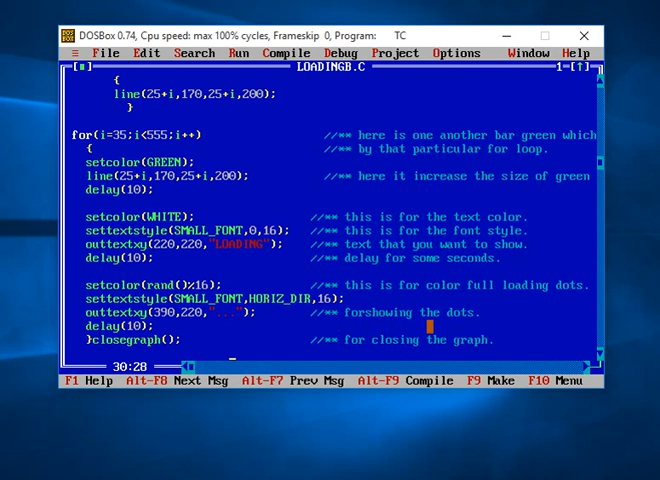 DOSBox 0.74, Cpu speed: max 100% cycles, Frameskip 0, Program: TC
≡ File Edit Search Run Compile Debug Project Options Window Help
[■] LOADINGB.C 1=[↑]
{
line(25+i,170,25+i,200);
}
for(i=35;i<555;i++) //** here is one another bar green which
{ //** by that particular for loop.
setcolor(GREEN);
line(25+i,170,25+i,200); //** here it increase the size of green
delay(10);
setcolor(WHITE); //** this is for the text color.
settextstyle(SMALL_FONT,0,16); //** this is for the font style.
outtextxy(220,220,"LOADING"); //** text that you want to show.
delay(10); //** delay for some seconds.
setcolor(rand()%16); //** this is for color full loading dots.
settextstyle(SMALL_FONT,HORIZ_DIR,16);
outtextxy(390,220,"..."); //** forshowing the dots.
delay(10);
}closegraph(); //** for closing the graph.
30:28
F1 Help Alt-F8 Next Msg Alt-F7 Prev Msg Alt-F9 Compile F9 Make F10 Menu